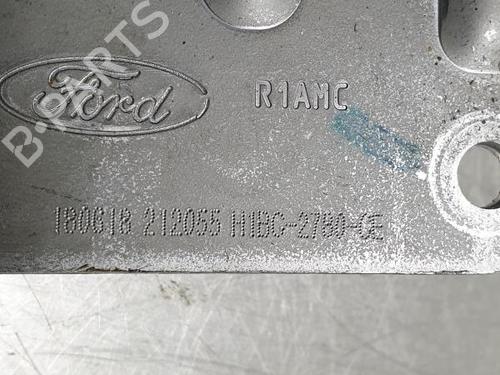 Ford
R1AMC
180618 212055 H1BC-2780-CE
B-PARTS